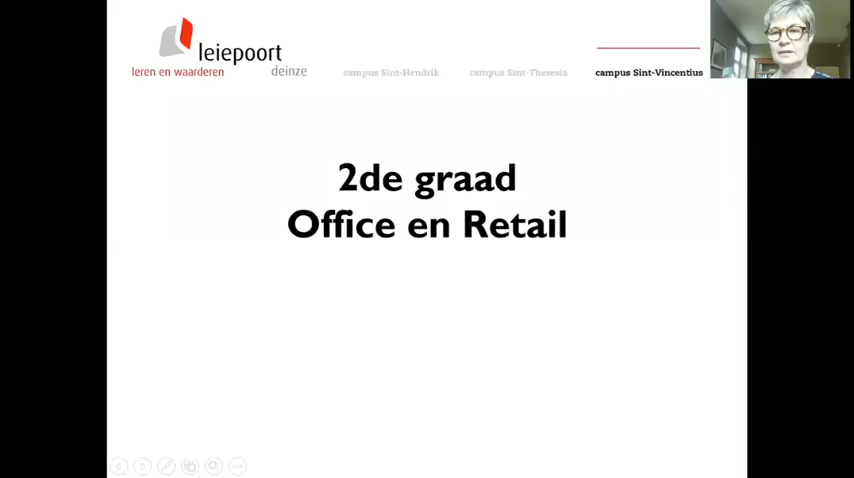 leiepoort
leren en waarderen deinze
campus Sint-Hendrik campus Sint-Theresia campus Sint-Vincentius
2de graad
Office en Retail